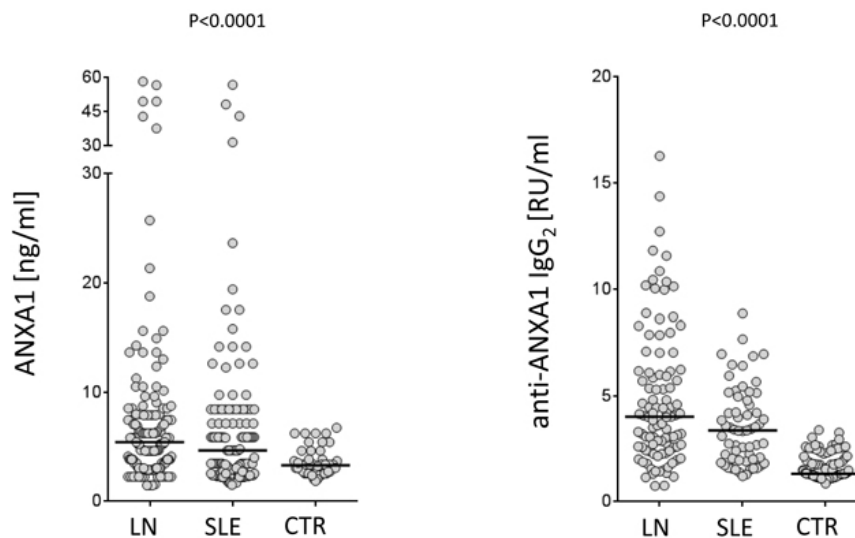 P<0.0001
ANXA1 [ng/ml]
60
45
30
30
20
10
0
LN SLE CTR
P<0.0001
anti-ANXA1 IgG2 [RU/ml
20
15
10
5
0
LN SLE CTR